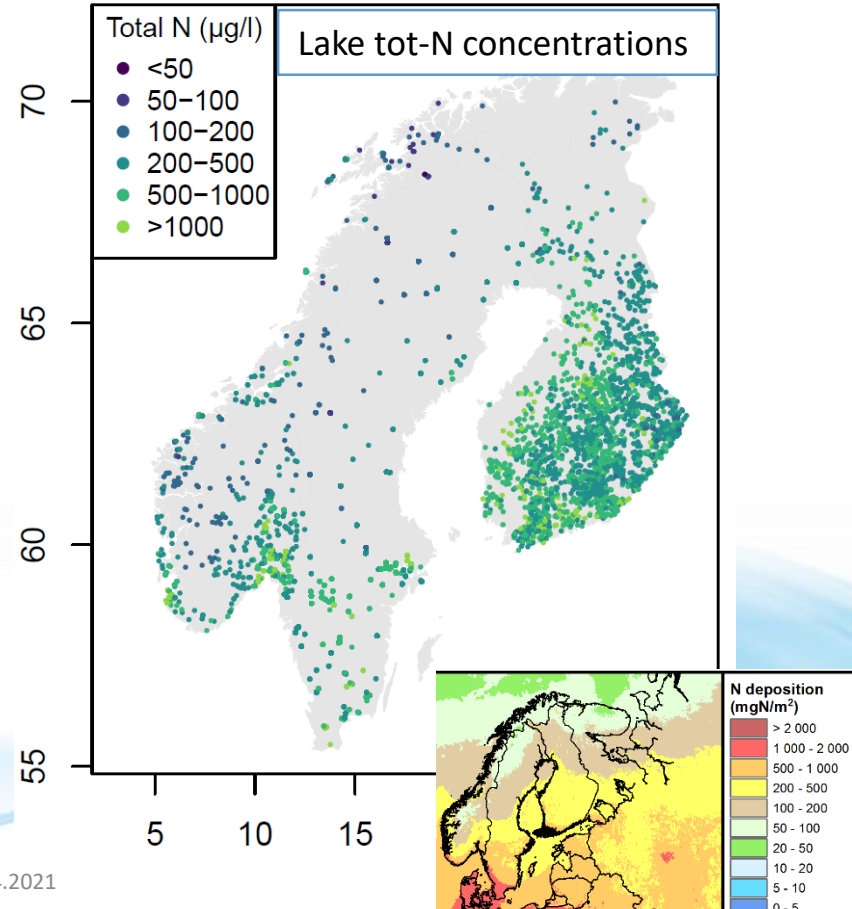 Total N (µg/l)
<50
50−100
100−200
200−500
500−1000
>1000
Lake tot-N concentrations
70
65
60
55
5
10
15
N deposition
(mgN/m²)
> 2 000
1 000 - 2 000
500 - 1 000
200 - 500
100 - 200
50 - 100
20 - 50
10 - 20
5 - 10
0 - 5
.2021